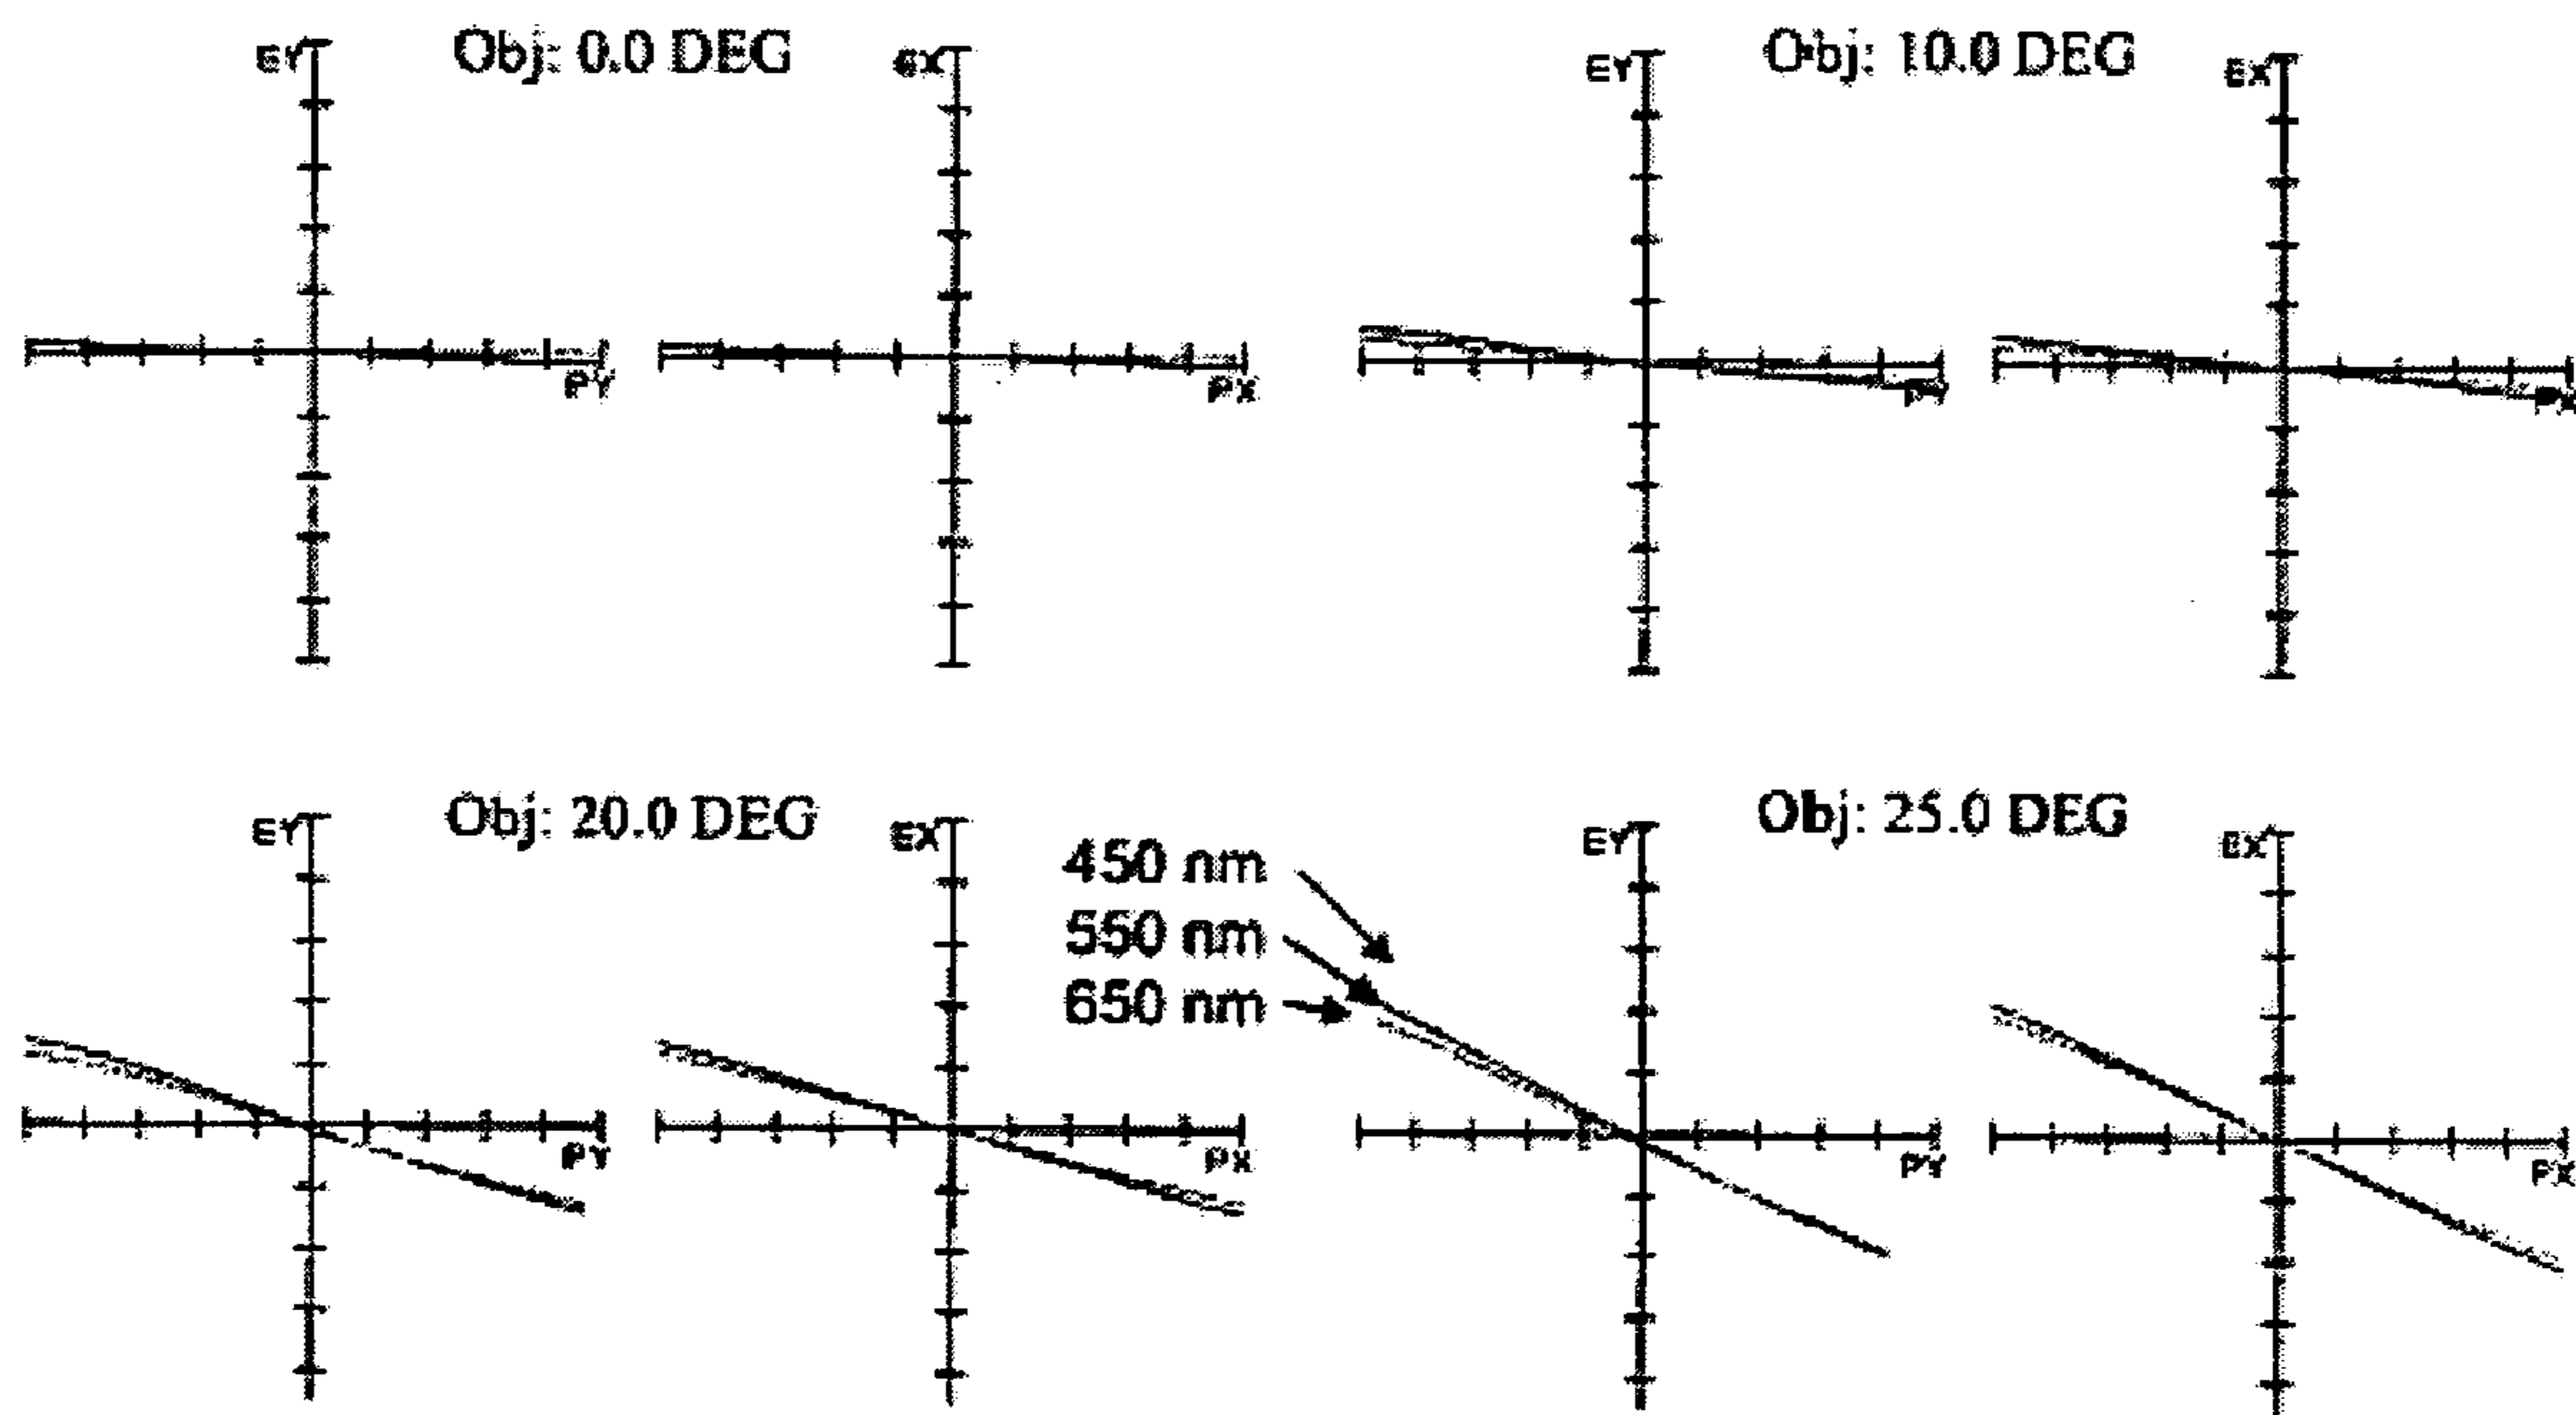 Obj: 0.0 DEG
EY
EX
PY
PX
Obj: 10.0 DEG
EY
EX
PY
PX
Obj: 20.0 DEG
EY
EX
PY
PX
450 nm
550 nm
650 nm
Obj: 25.0 DEG
EY
EX
PY
PX